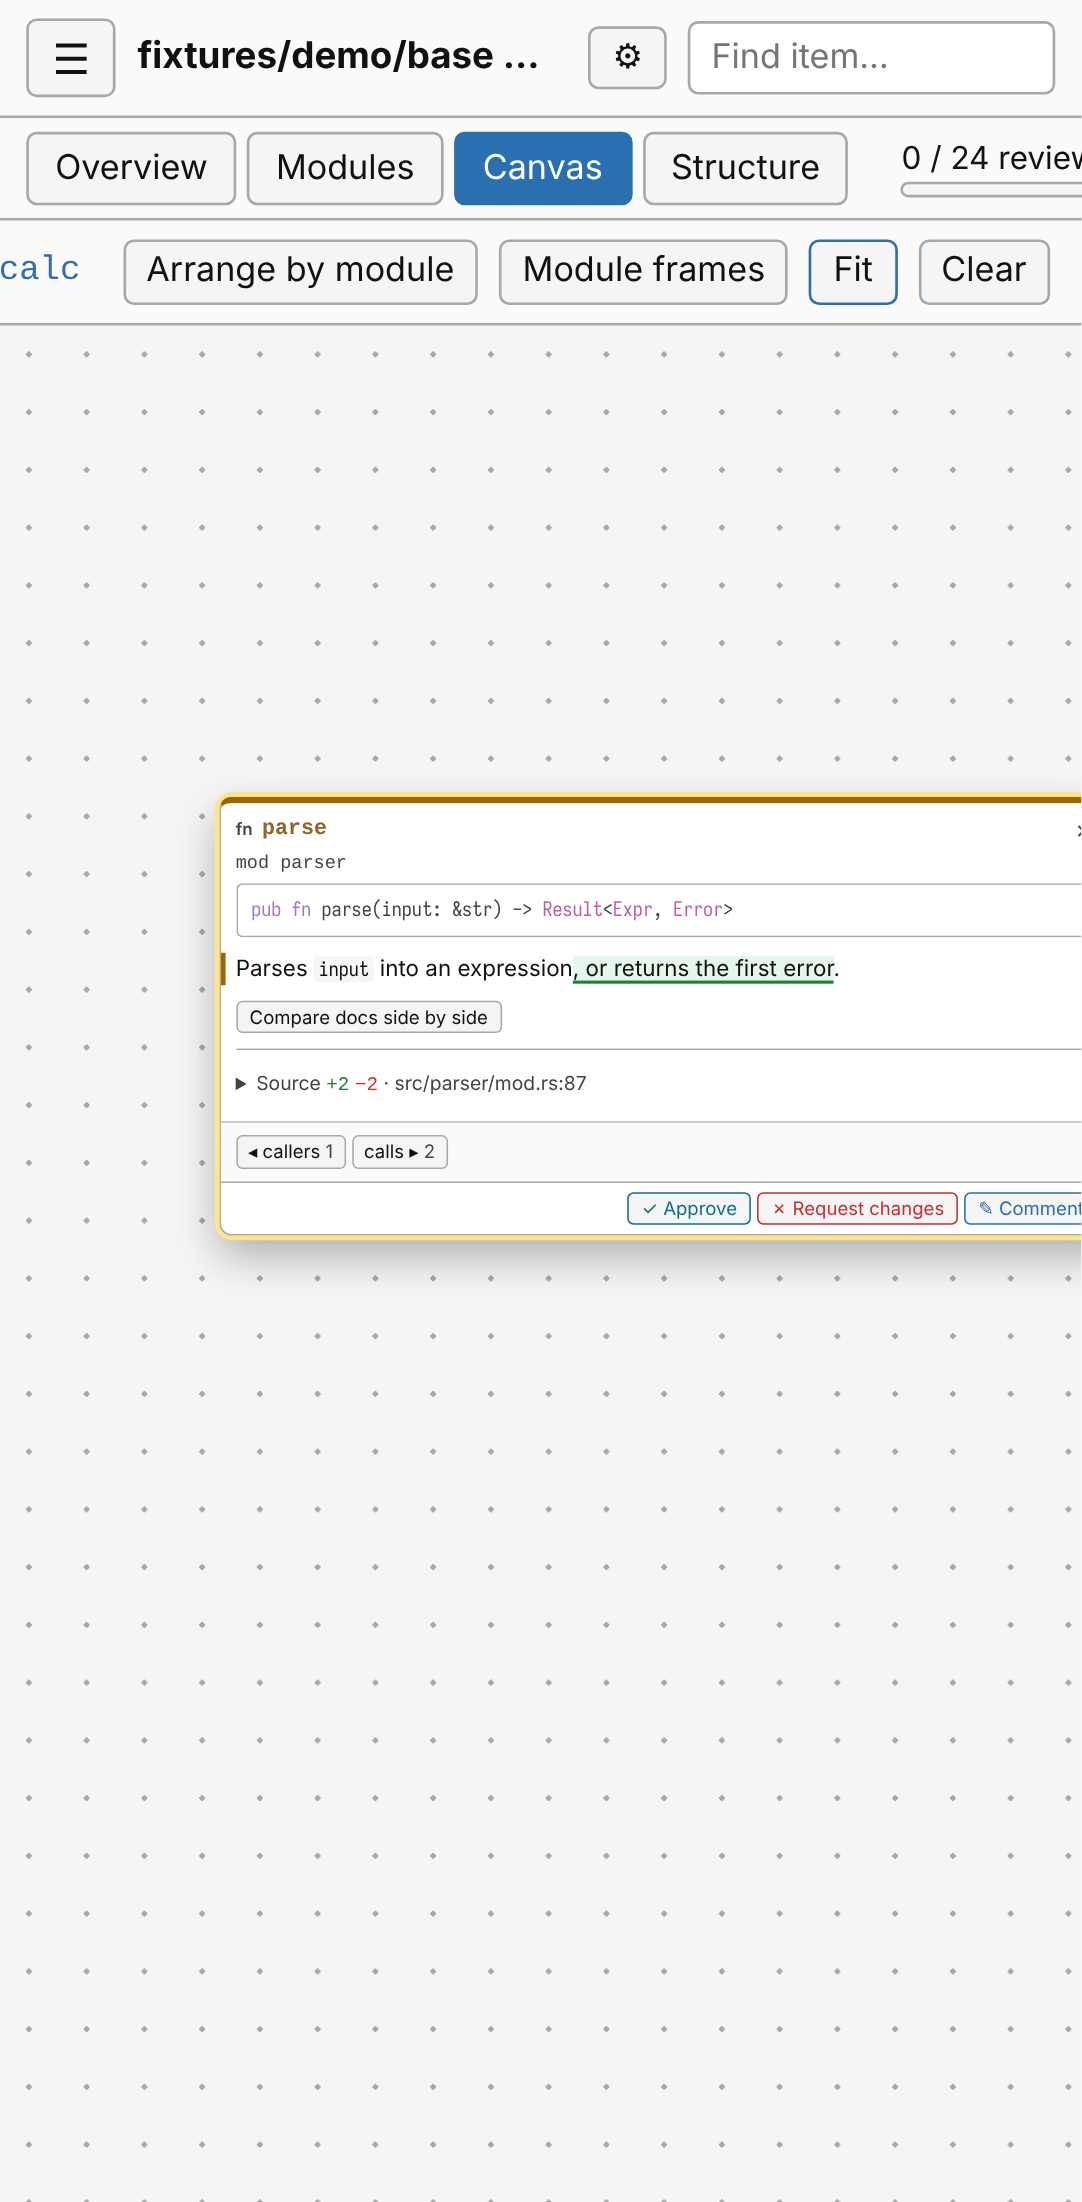 ☰ fixtures/demo/base … ⚙ Find item...
Overview Modules Canvas Structure 0 / 24 review
calc Arrange by module Module frames Fit Clear
fn parse
mod parser
pub fn parse(input: &str) -> Result<Expr, Error>
Parses input into an expression, or returns the first error.
Compare docs side by side
▶ Source +2 −2 · src/parser/mod.rs:87
◂ callers 1 calls ▸ 2
✓ Approve × Request changes ✎ Comment